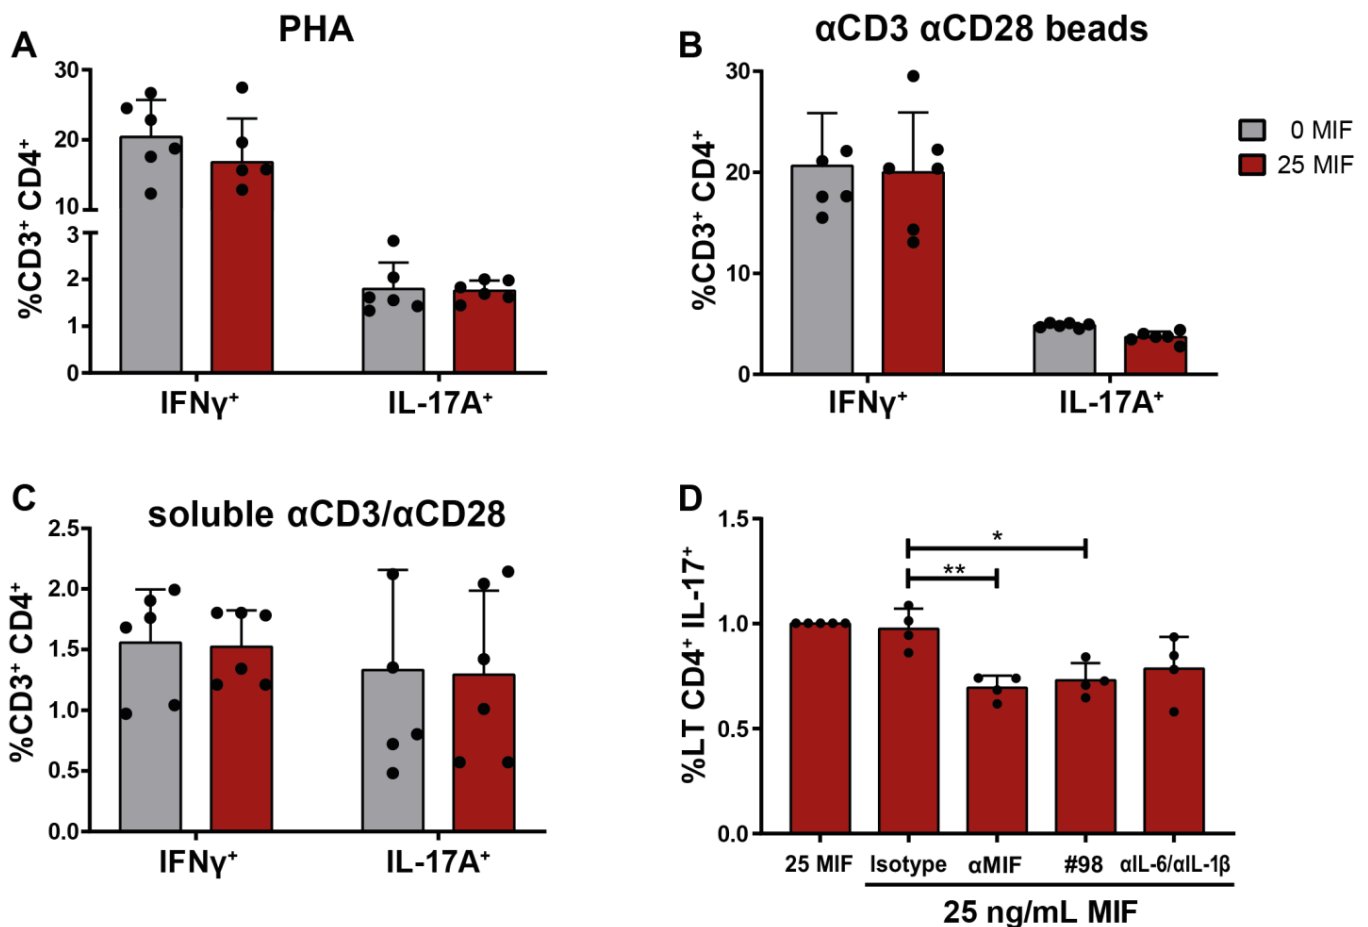 A
PHA
30
20
10
3
2
1
0
%CD3⁺ CD4⁺
IFNγ⁺
IL-17A⁺
B
αCD3 αCD28 beads
30
20
10
0
%CD3⁺ CD4⁺
IFNγ⁺
IL-17A⁺
0 MIF
25 MIF
C
soluble αCD3/αCD28
2.5
2.0
1.5
1.0
0.5
0.0
%CD3⁺ CD4⁺
IFNγ⁺
IL-17A⁺
D
1.5
1.0
0.5
0.0
%LT CD4⁺ IL-17⁺
*
**
25 MIF
Isotype
αMIF
#98
αIL-6/αIL-1β
25 ng/mL MIF